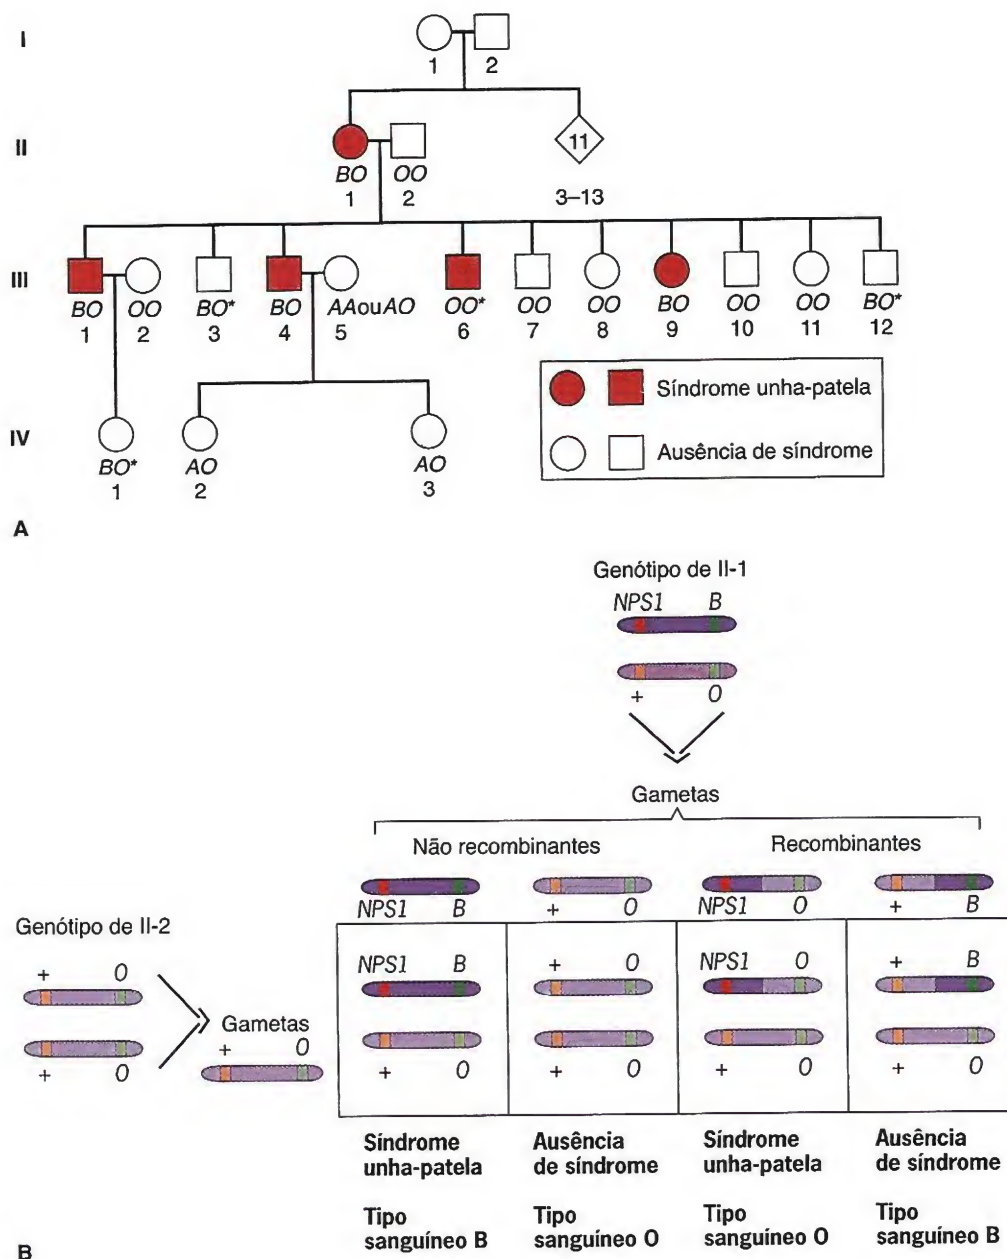 I
1 2
II
11
BO OO
1 2 3–13
III
BO OO BO* BO AAouAO OO* OO OO BO OO OO BO*
1 2 3 4 5 6 7 8 9 10 11 12
Síndrome unha-patela
Ausência de síndrome
IV
BO* AO AO
1 2 3
A
Genótipo de II-1
NPS1 B
+ O
Gametas
Não recombinantes Recombinantes
NPS1 B + O NPS1 O + B
Genótipo de II-2
+ O
+ O
Gametas
+ O
NPS1 B + O NPS1 O + B
+ O + O + O + O
Síndrome unha-patela
Tipo sanguíneo B
Ausência de síndrome
Tipo sanguíneo O
Síndrome unha-patela
Tipo sanguíneo O
Ausência de síndrome
Tipo sanguíneo B
B